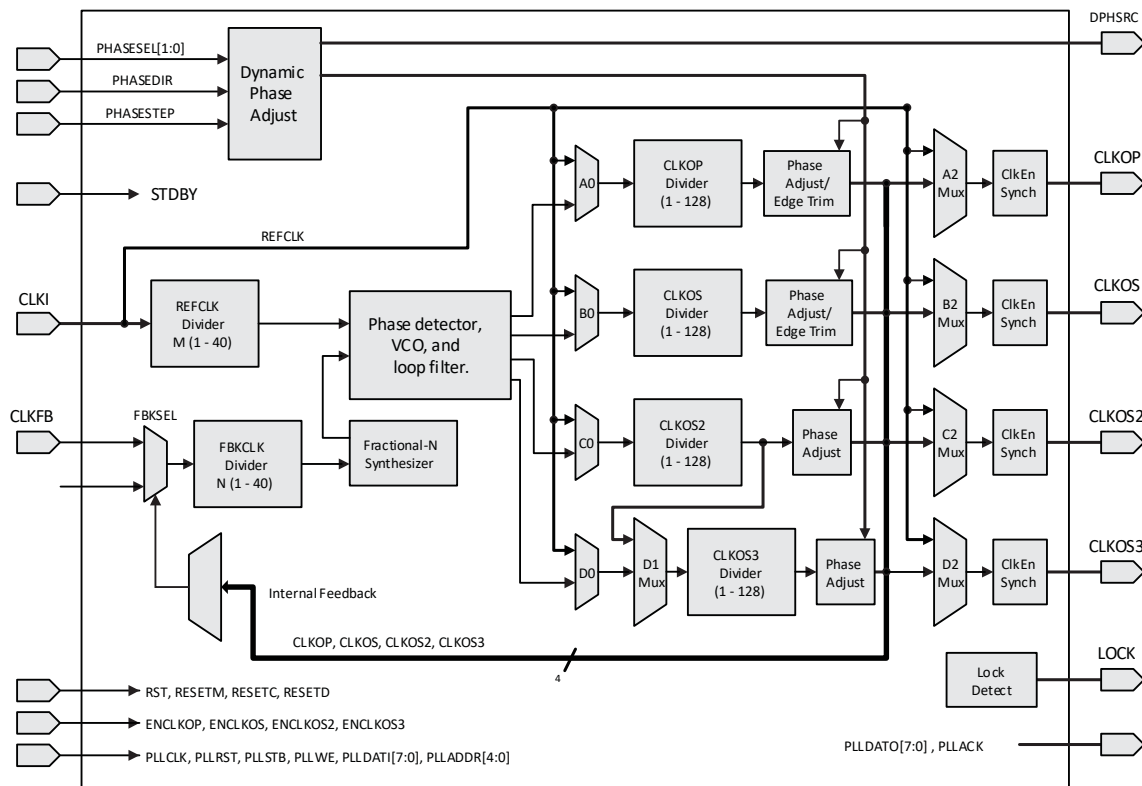 DPHSRC
PHASESEL[1:0]
PHASEDIR
PHASESTEP
Dynamic
Phase
Adjust
STDBY
REFCLK
CLKI
REFCLK
Divider
M (1 - 40)
Phase detector,
VCO, and
loop filter.
CLKFB
FBKSEL
FBKCLK
Divider
N (1 - 40)
Fractional-N
Synthesizer
A0
CLKOP
Divider
(1 - 128)
Phase
Adjust/
Edge Trim
A2
Mux
ClkEn
Synch
CLKOP
B0
CLKOS
Divider
(1 - 128)
Phase
Adjust/
Edge Trim
B2
Mux
ClkEn
Synch
CLKOS
C0
CLKOS2
Divider
(1 - 128)
Phase
Adjust
C2
Mux
ClkEn
Synch
CLKOS2
D0
D1
Mux
CLKOS3
Divider
(1 - 128)
Phase
Adjust
D2
Mux
ClkEn
Synch
CLKOS3
Internal Feedback
CLKOP, CLKOS, CLKOS2, CLKOS3
4
Lock
Detect
LOCK
RST, RESETM, RESETC, RESETD
ENCLKOP, ENCLKOS, ENCLKOS2, ENCLKOS3
PLLCLK, PLLRST, PLLSTB, PLLWE, PLLDATI[7:0], PLLADDR[4:0]
PLLDATO[7:0] , PLLACK